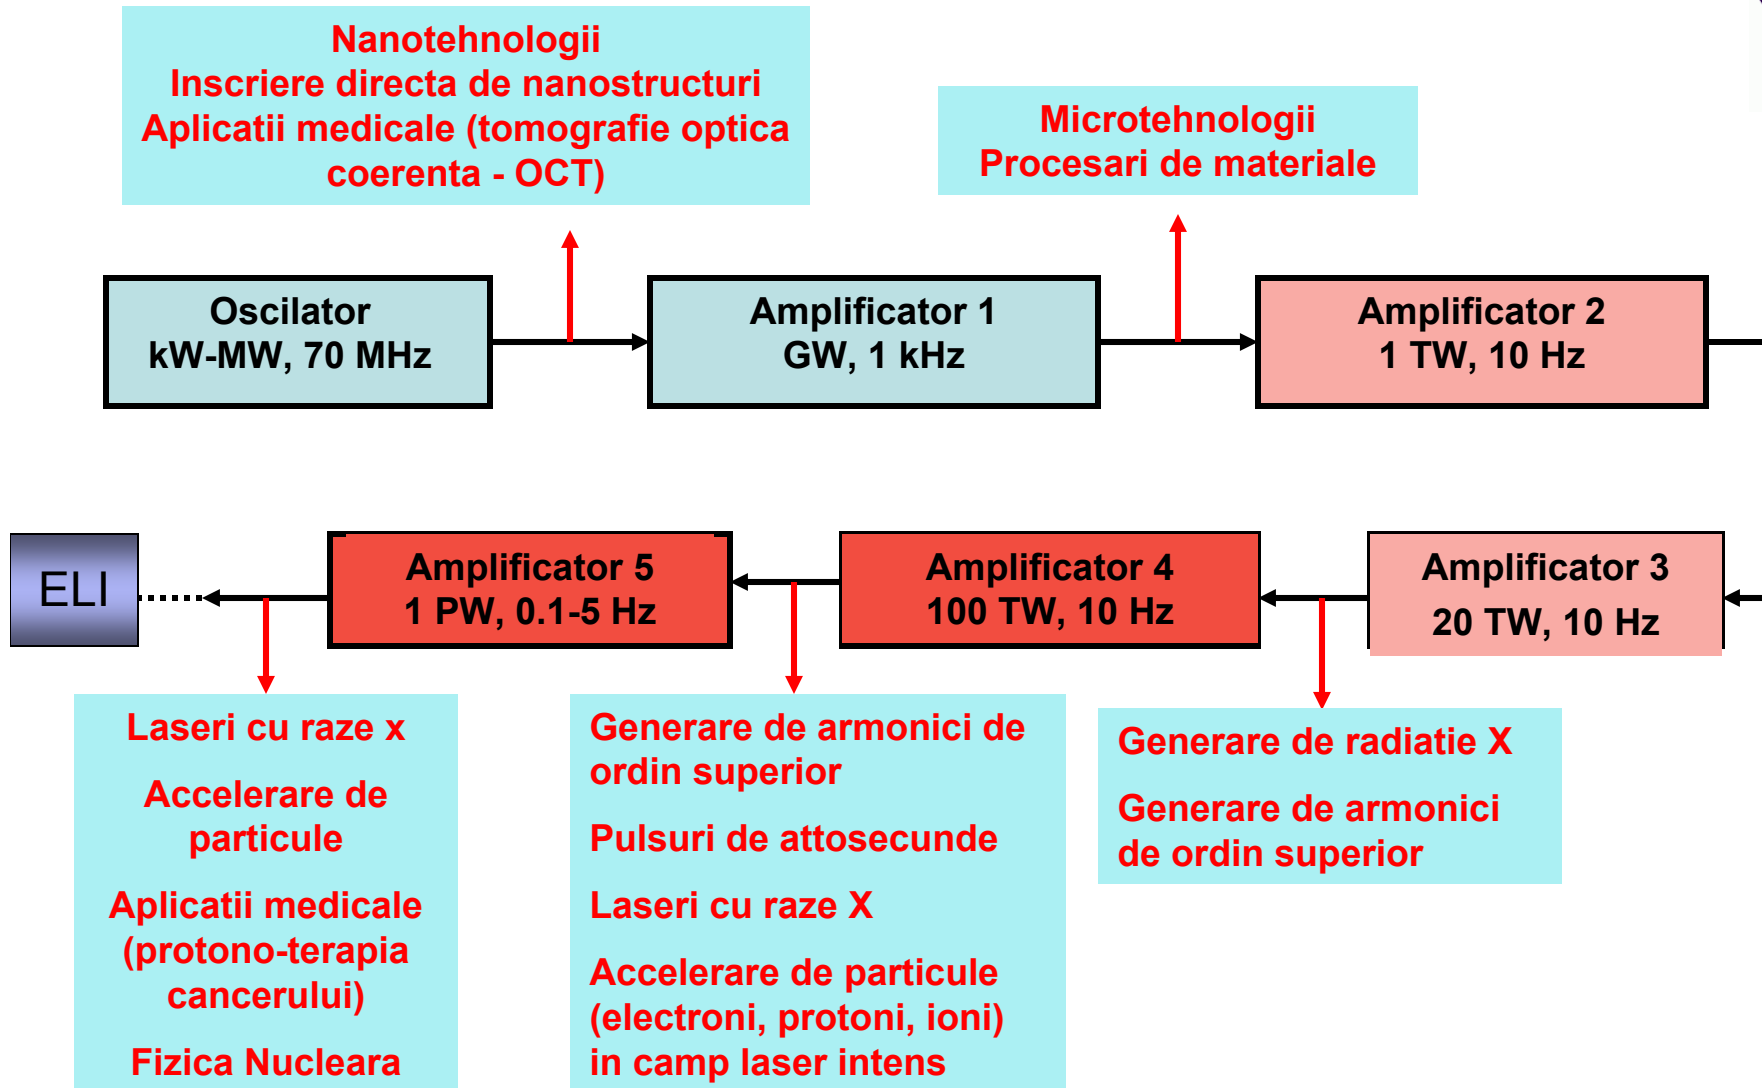 Nanotehnologii
Inscriere directa de nanostructuri
Aplicatii medicale (tomografie optica
coerenta - OCT)
Microtehnologii
Procesari de materiale
Oscilator
kW-MW, 70 MHz
Amplificator 1
GW, 1 kHz
Amplificator 2
1 TW, 10 Hz
ELI
Amplificator 5
1 PW, 0.1-5 Hz
Amplificator 4
100 TW, 10 Hz
Amplificator 3
20 TW, 10 Hz
Laseri cu raze x
Accelerare de
particule
Aplicatii medicale
(protono-terapia
cancerului)
Fizica Nucleara
Generare de armonici de
ordin superior
Pulsuri de attosecunde
Laseri cu raze X
Accelerare de particule
(electroni, protoni, ioni)
in camp laser intens
Generare de radiatie X
Generare de armonici
de ordin superior